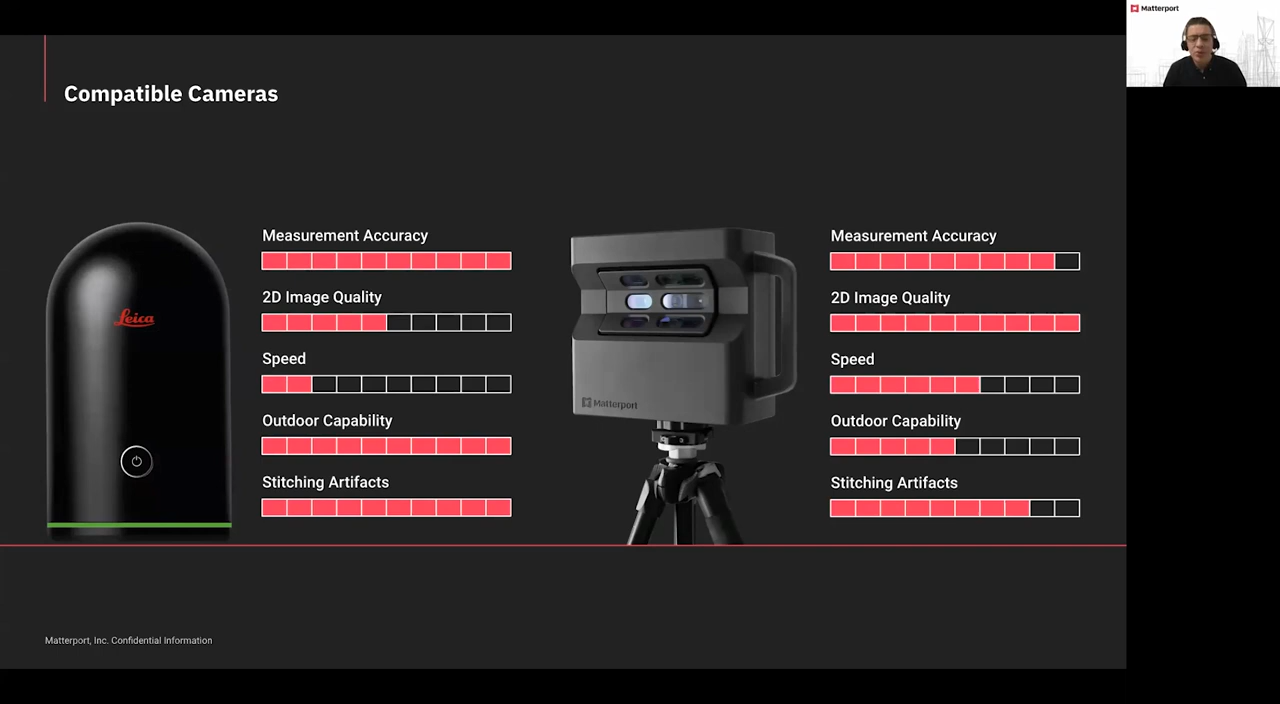 Matterport
Compatible Cameras
Leica
Measurement Accuracy
2D Image Quality
Speed
Outdoor Capability
Stitching Artifacts
Matterport
Measurement Accuracy
2D Image Quality
Speed
Outdoor Capability
Stitching Artifacts
Matterport, Inc. Confidential Information